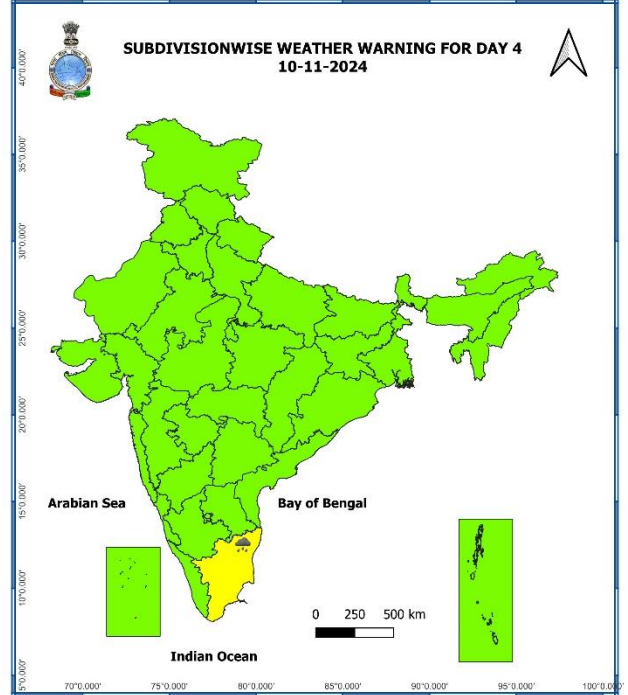 SUBDIVISIONWISE WEATHER WARNING FOR DAY 4
10-11-2024
40°0.000'
35°0.000'
30°0.000'
25°0.000'
20°0.000'
15°0.000'
10°0.000'
5°0.000'
Arabian Sea
Bay of Bengal
0 250 500 km
Indian Ocean
70°0.000' 75°0.000' 80°0.000' 85°0.000' 90°0.000' 95°0.000' 100°0.000'